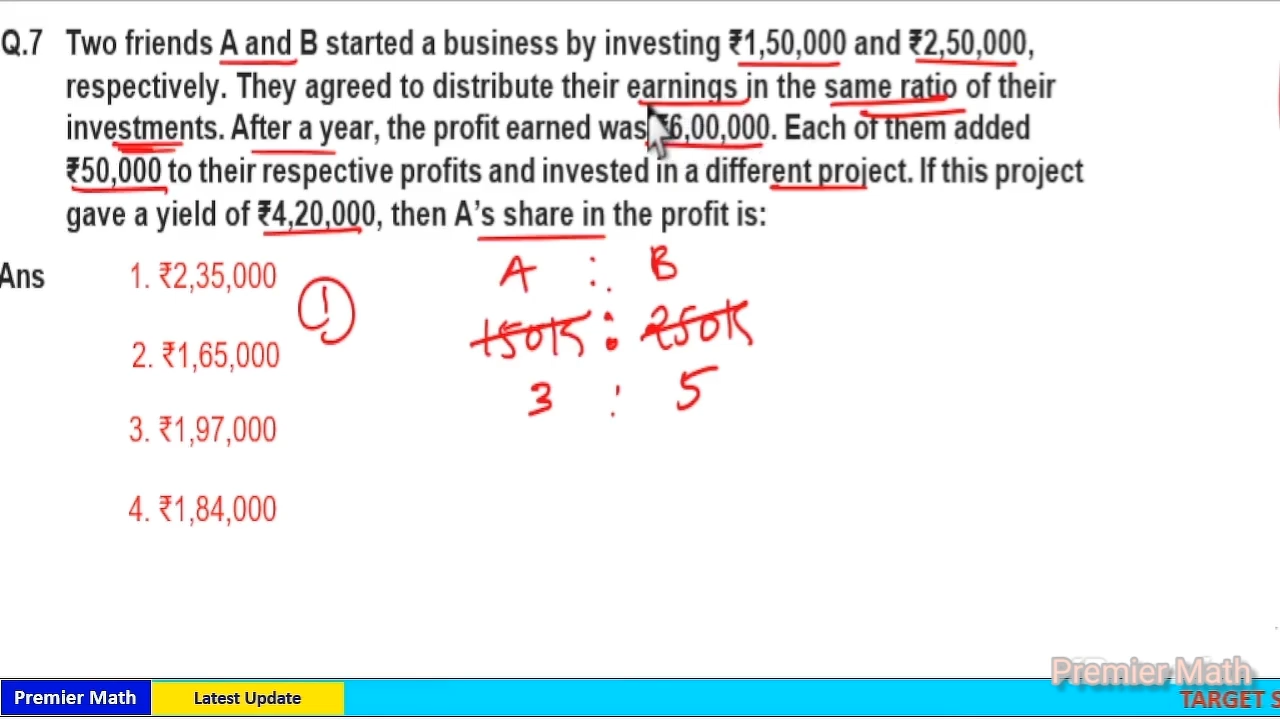 Q.7 Two friends A and B started a business by investing ₹1,50,000 and ₹2,50,000,
respectively. They agreed to distribute their earnings in the same ratio of their
investments. After a year, the profit earned was ₹6,00,000. Each of them added
₹50,000 to their respective profits and invested in a different project. If this project
gave a yield of ₹4,20,000, then A's share in the profit is:
Ans
1. ₹2,35,000
2. ₹1,65,000
3. ₹1,97,000
4. ₹1,84,000
1
A : B
150K : 250K
3 : 5
Premier Math
Premier Math
Latest Update
TARGET S